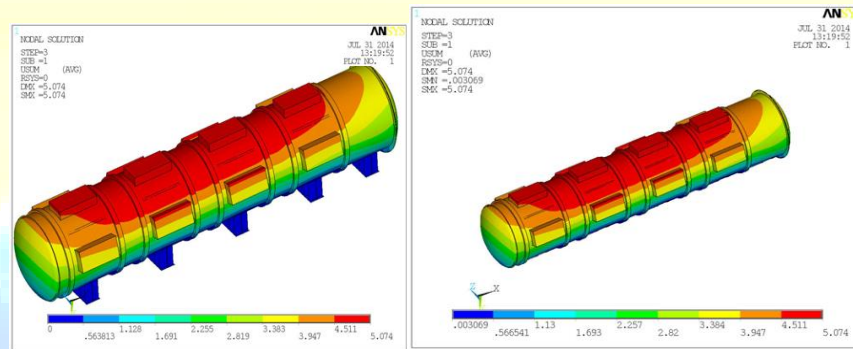 1
NODAL SOLUTION
STEP=3
SUB =1
USUM (AVG)
RSYS=0
DMX =5.074
SMX =5.074
ANSYS
JUL 31 2014
13:19:52
PLOT NO. 1
0
.563813
1.128
1.691
2.255
2.819
3.383
3.947
4.511
5.074
1
NODAL SOLUTION
STEP=3
SUB =1
USUM (AVG)
RSYS=0
DMX =5.074
SMN =.003069
SMX =5.074
ANSYS
JUL 31 2014
13:19:52
PLOT NO. 1
Z
X
.003069
.566541
1.13
1.693
2.257
2.82
3.384
3.947
4.511
5.074